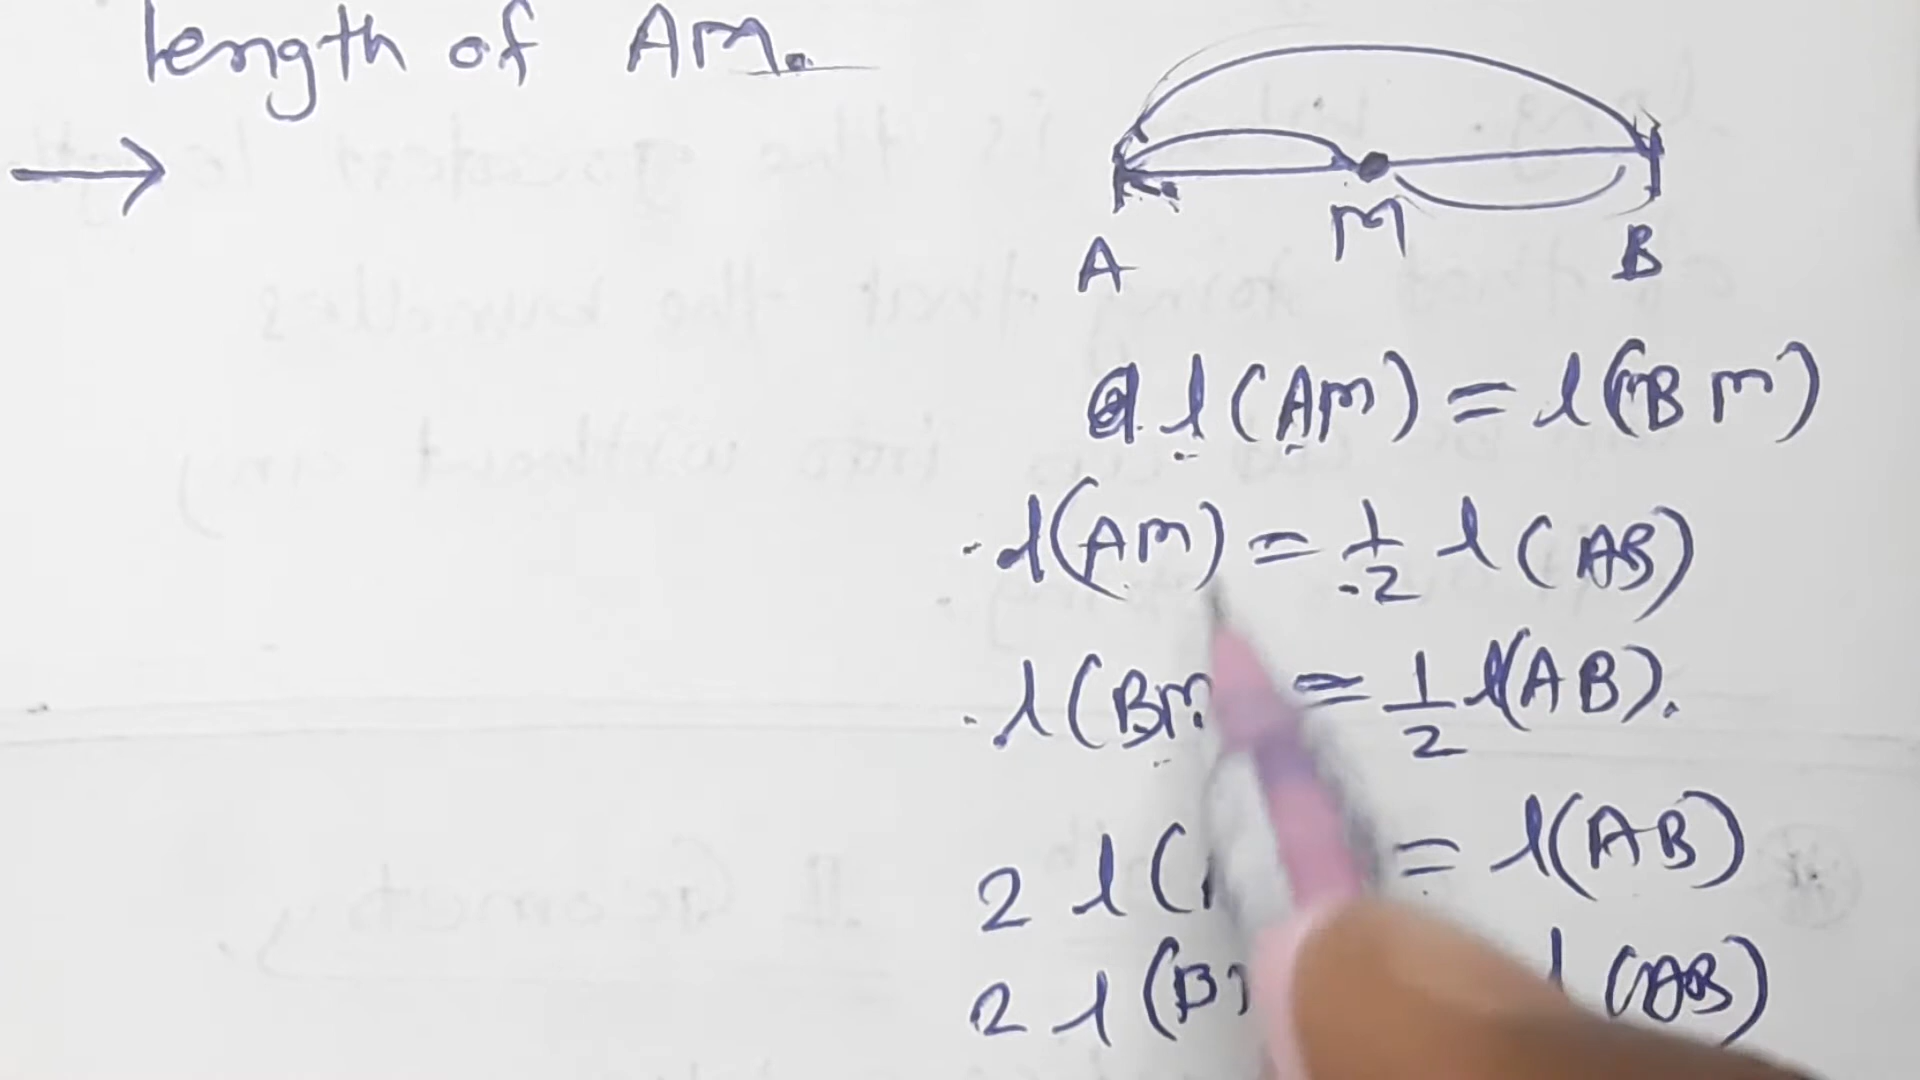 length of AM.
A M B
l(AM) = l(BM)
l(AM) = 1/2 l(AB)
l(BM = 1/2 l(AB).
2 l( = l(AB)
2 l(B l(AB)